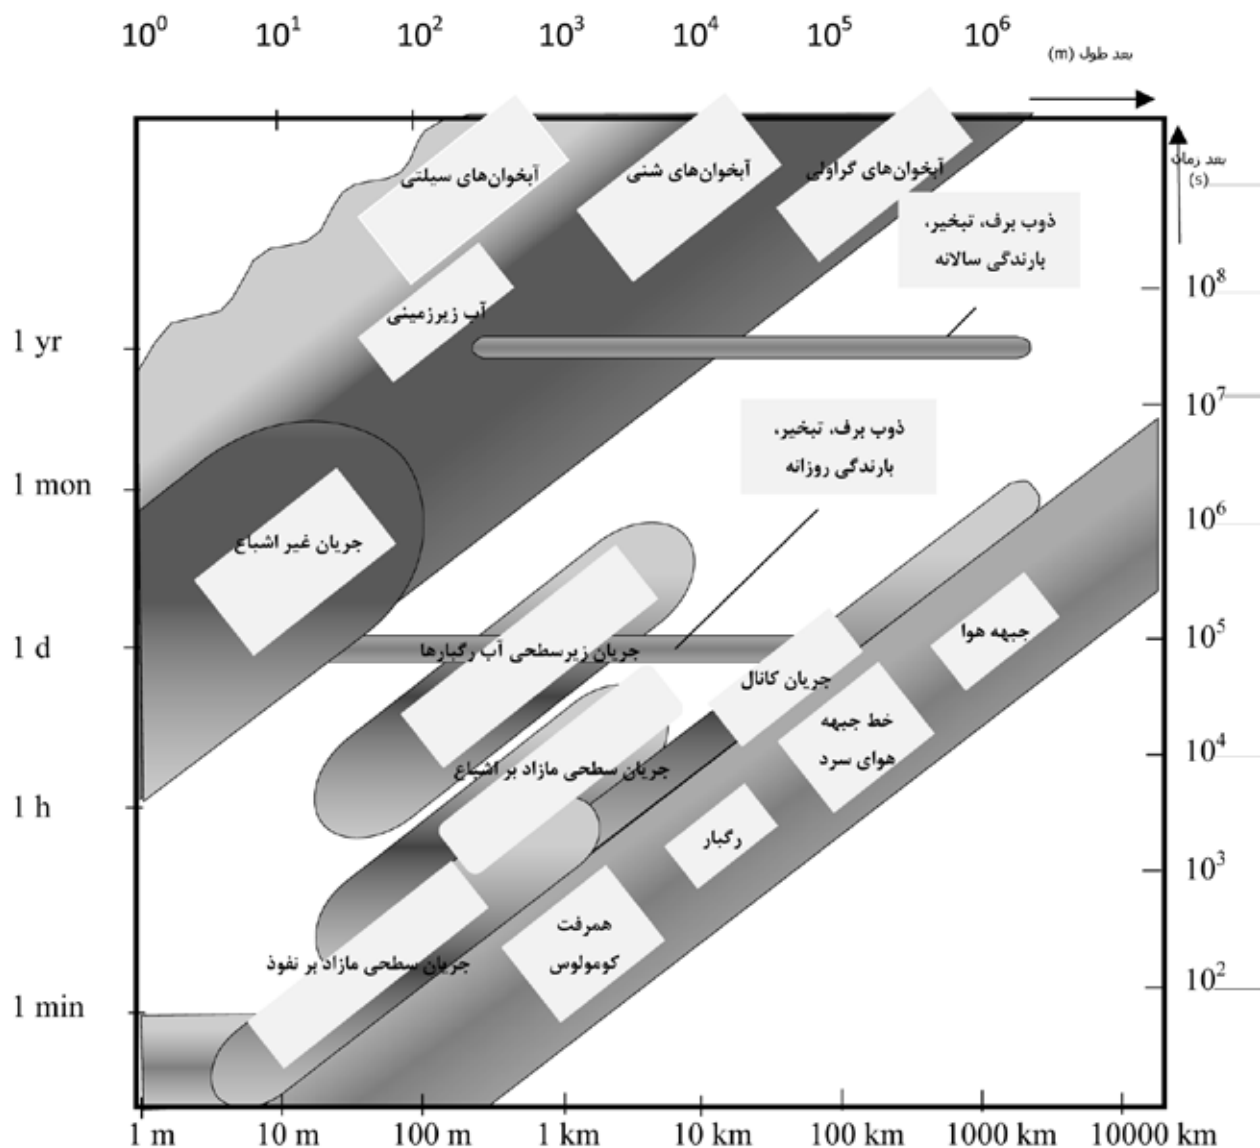 10⁰ 10¹ 10² 10³ 10⁴ 10⁵ 10⁶
بعد طول (m)
بعد زمان
(s)
آبخوان‌های سیلتی
آبخوان‌های شنی
آبخوان‌های گراولی
ذوب برف، تبخیر،
بارندگی سالانه
آب زیرزمینی
10⁸
1 yr
10⁷
ذوب برف، تبخیر،
بارندگی روزانه
1 mon
10⁶
جریان غیر اشباع
جبهه هوا
10⁵
1 d
جریان زیرسطحی آب رگبارها
جریان کانال
خط جبهه
هوای سرد
10⁴
جریان سطحی مازاد بر اشباع
1 h
رگبار
10³
همرفت
کومولوس
جریان سطحی مازاد بر نفوذ
10²
1 min
1 m 10 m 100 m 1 km 10 km 100 km 1000 km 10000 km